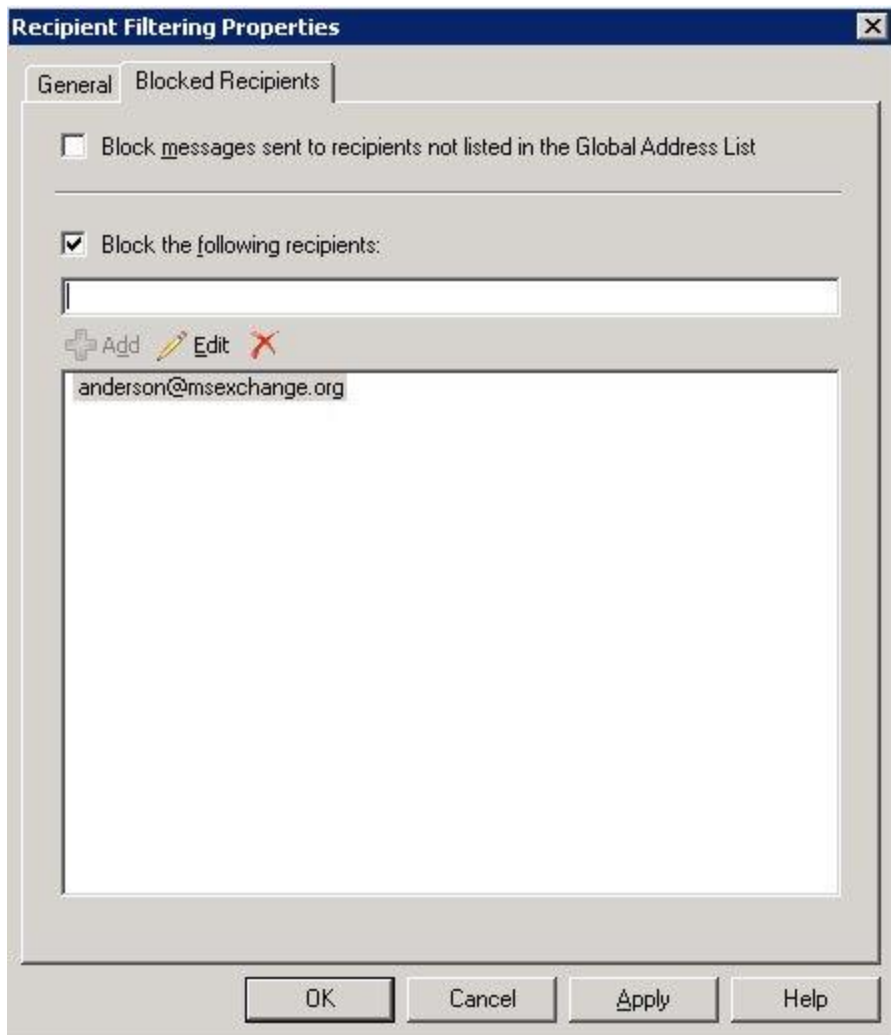 Recipient Filtering Properties
General Blocked Recipients
Block messages sent to recipients not listed in the Global Address List
Block the following recipients:
Add Edit
anderson@msexchange.org
OK Cancel Apply Help